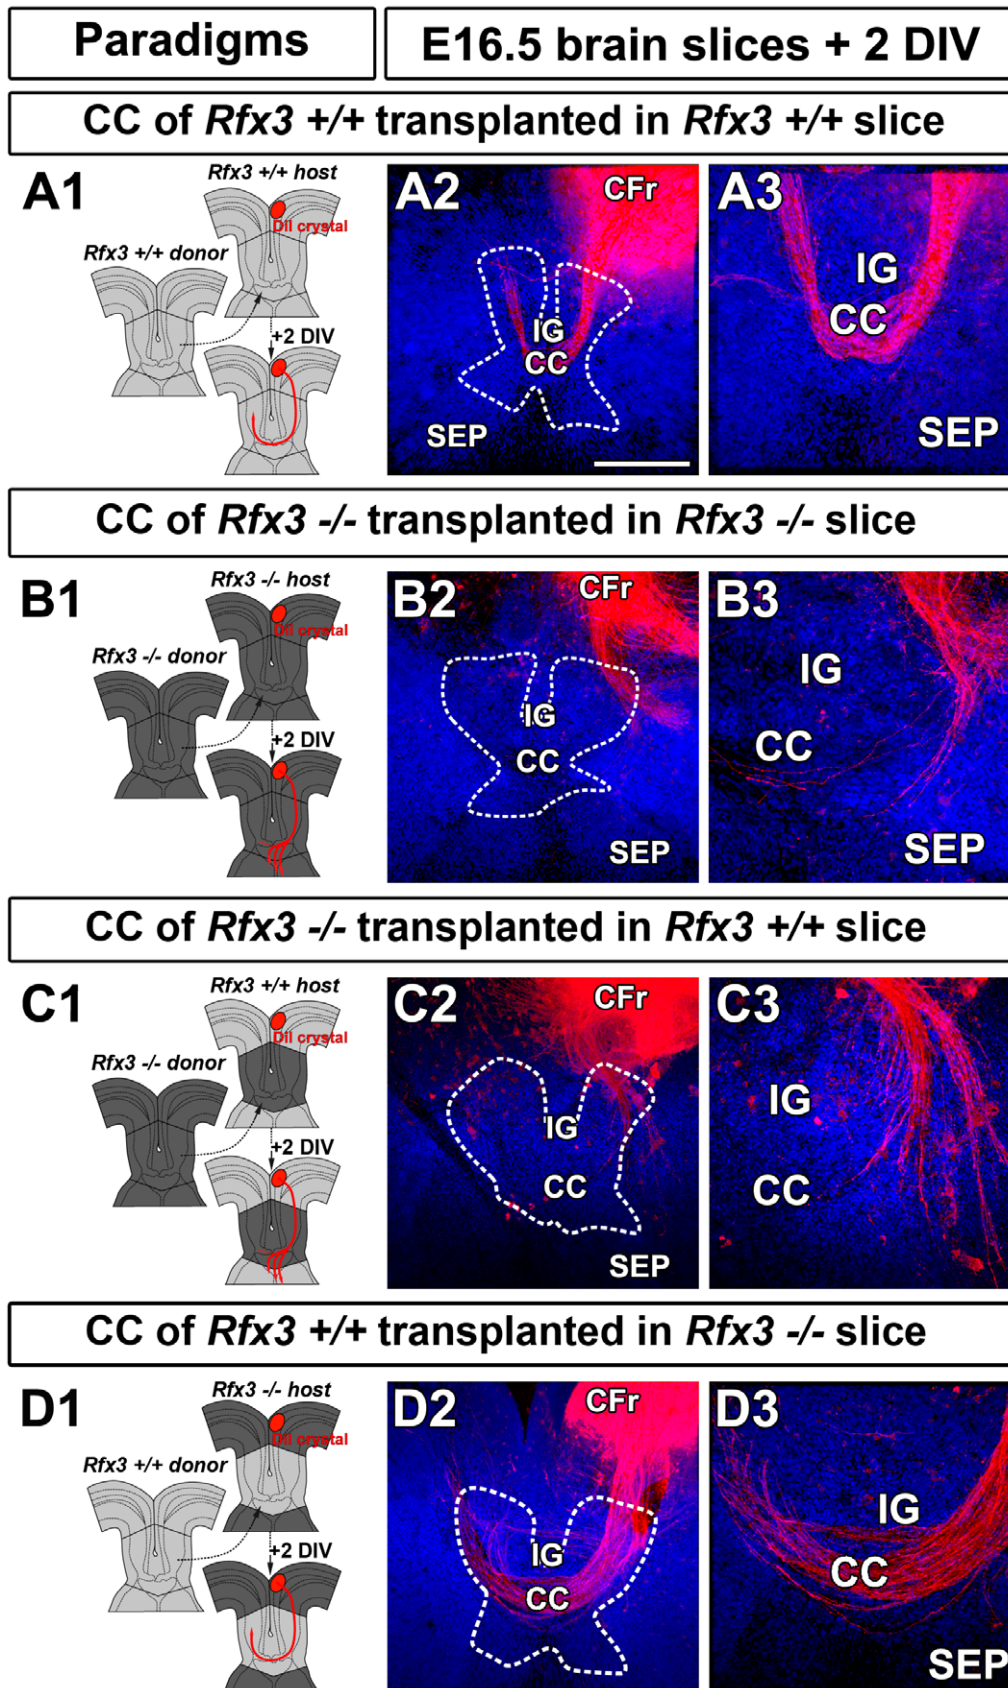 Paradigms
E16.5 brain slices + 2 DIV
CC of Rfx3 +/+ transplanted in Rfx3 +/+ slice
A1
Rfx3 +/+ host
DiI crystal
Rfx3 +/+ donor
+2 DIV
A2
CFr
IG
CC
SEP
A3
IG
CC
SEP
CC of Rfx3 -/- transplanted in Rfx3 -/- slice
B1
Rfx3 -/- host
DiI crystal
Rfx3 -/- donor
+2 DIV
B2
CFr
IG
CC
SEP
B3
IG
CC
SEP
CC of Rfx3 -/- transplanted in Rfx3 +/+ slice
C1
Rfx3 +/+ host
DiI crystal
Rfx3 -/- donor
+2 DIV
C2
CFr
IG
CC
SEP
C3
IG
CC
CC of Rfx3 +/+ transplanted in Rfx3 -/- slice
D1
Rfx3 -/- host
DiI crystal
Rfx3 +/+ donor
+2 DIV
D2
CFr
IG
CC
D3
IG
CC
SEP